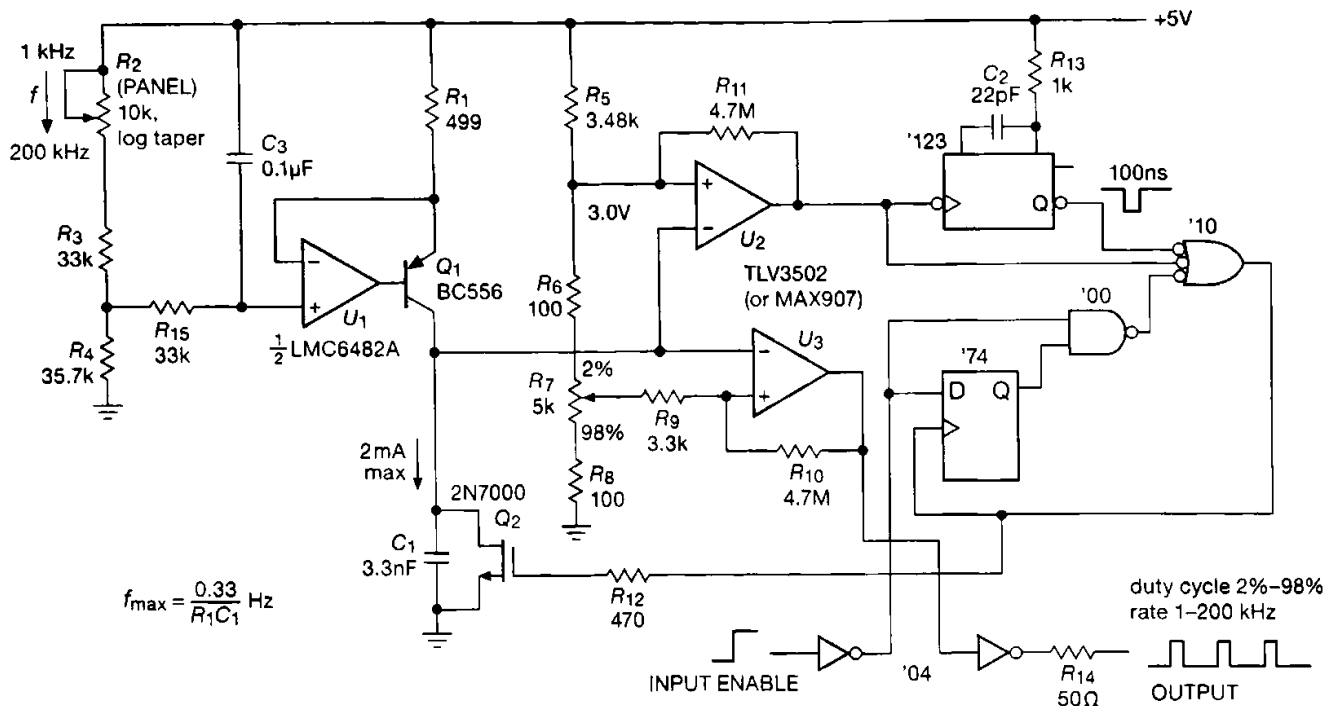 +5V
1 kHz
f
200 kHz
R2
(PANEL)
10k,
log taper
C3
0.1µF
R1
499
R5
3.48k
R11
4.7M
C2
22pF
R13
1k
'123
Q
100ns
'10
R3
33k
R4
35.7k
R15
33k
−
+
U1
½ LMC6482A
Q1
BC556
3.0V
+
−
U2
TLV3502
(or MAX907)
R6
100
2%
R7
5k
98%
R8
100
R9
3.3k
−
+
U3
R10
4.7M
'00
'74
D Q
2mA
max
2N7000
Q2
C1
3.3nF
R12
470
fmax = 0.33 / R1C1 Hz
INPUT ENABLE
'04
R14
50Ω
duty cycle 2%–98%
rate 1–200 kHz
OUTPUT